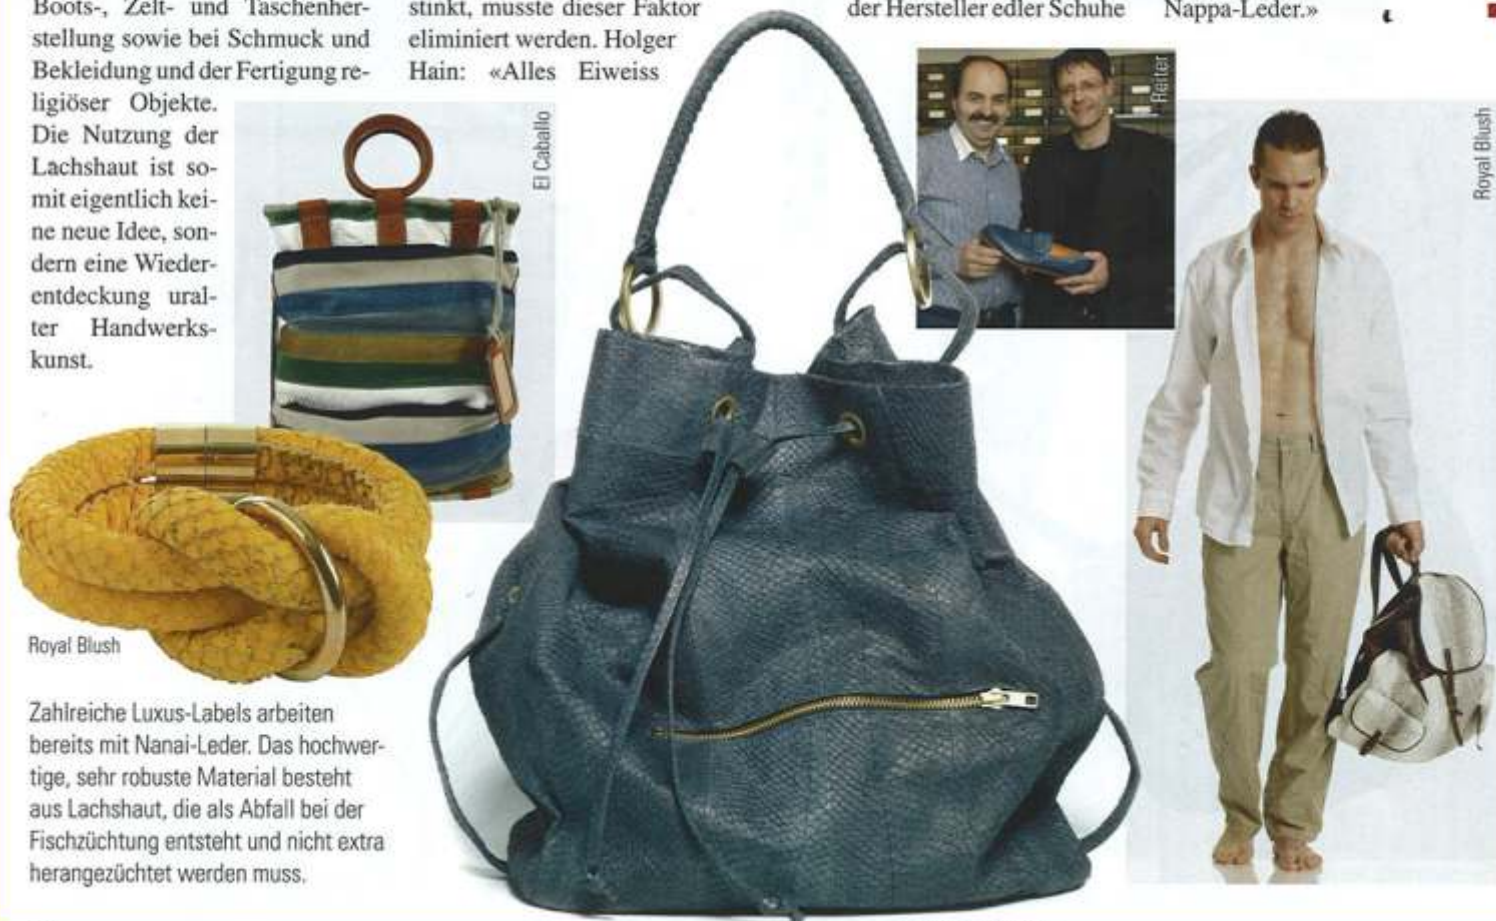 Boots-, Zelt- und Taschenher-
stellung sowie bei Schmuck und
Bekleidung und der Fertigung re-
ligiöser Objekte.
Die Nutzung der
Lachshaut ist so-
mit eigentlich kei-
ne neue Idee, son-
dern eine Wieder-
entdeckung ural-
ter Handwerks-
kunst.
stinkt, musste dieser Faktor
eliminiert werden. Holger
Hain: «Alles Eiweiss
der Hersteller edler Schuhe
Nappa-Leder.»
El Caballo
Reiter
Royal Blush
Royal Blush
Zahlreiche Luxus-Labels arbeiten
bereits mit Nanai-Leder. Das hochwer-
tige, sehr robuste Material besteht
aus Lachshaut, die als Abfall bei der
Fischzüchtung entsteht und nicht extra
herangezüchtet werden muss.